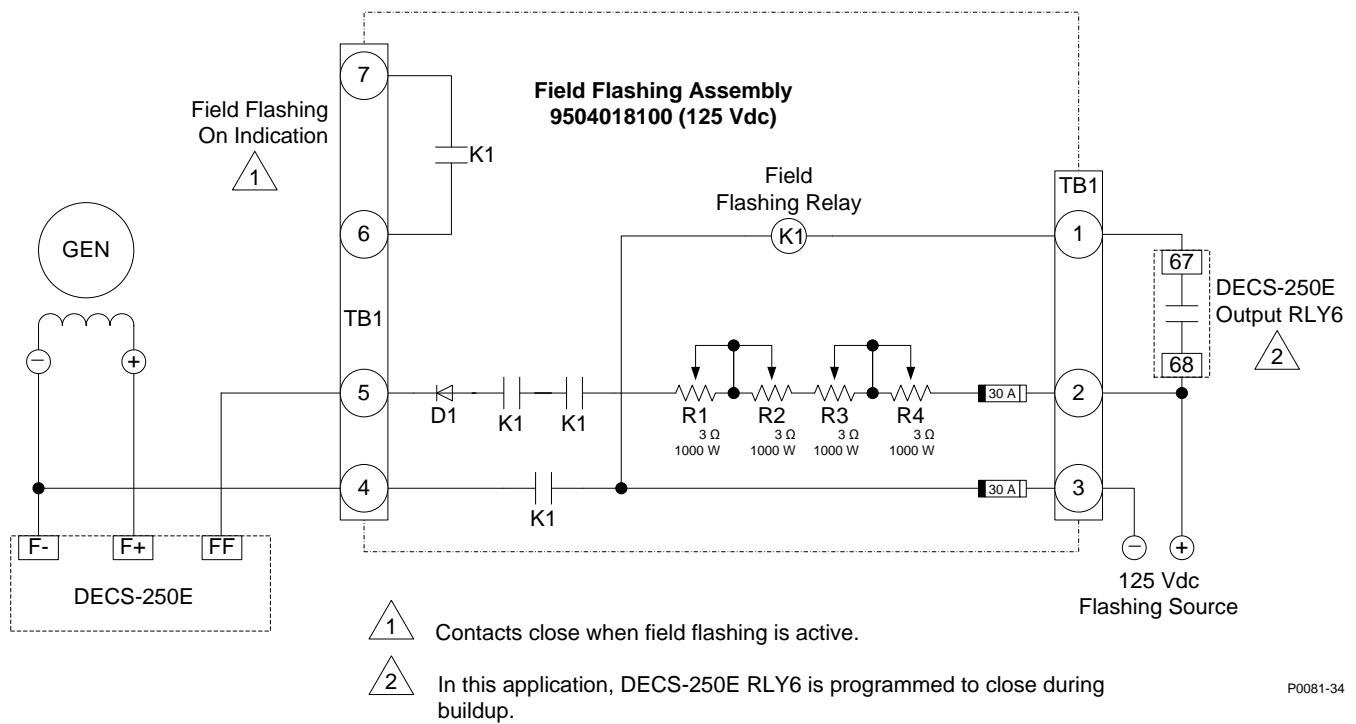 Field Flashing Assembly
9504018100 (125 Vdc)
Field Flashing
On Indication
1
7
K1
6
TB1
5
4
GEN
−
+
F-
F+
FF
DECS-250E
Field
Flashing Relay
K1
D1
K1
K1
K1
R1
3 Ω
1000 W
R2
3 Ω
1000 W
R3
3 Ω
1000 W
R4
3 Ω
1000 W
30 A
30 A
TB1
1
2
3
67
68
DECS-250E
Output RLY6
2
−
+
125 Vdc
Flashing Source
1 Contacts close when field flashing is active.
2 In this application, DECS-250E RLY6 is programmed to close during
buildup.
P0081-34